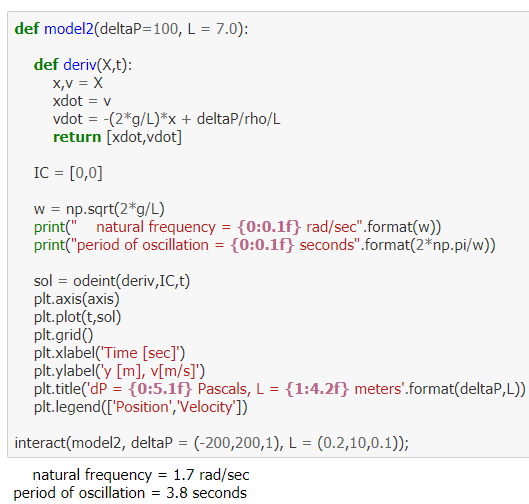 def model2(deltaP=100, L = 7.0):
def deriv(X,t):
x,v = X
xdot = v
vdot = -(2*g/L)*x + deltaP/rho/L
return [xdot,vdot]
IC = [0,0]
w = np.sqrt(2*g/L)
print("    natural frequency = {0:0.1f} rad/sec".format(w))
print("period of oscillation = {0:0.1f} seconds".format(2*np.pi/w))
sol = odeint(deriv,IC,t)
plt.axis(axis)
plt.plot(t,sol)
plt.grid()
plt.xlabel('Time [sec]')
plt.ylabel('y [m], v[m/s]')
plt.title('dP = {0:5.1f} Pascals, L = {1:4.2f} meters'.format(deltaP,L))
plt.legend(['Position','Velocity'])
interact(model2, deltaP = (-200,200,1), L = (0.2,10,0.1));
natural frequency = 1.7 rad/sec
period of oscillation = 3.8 seconds